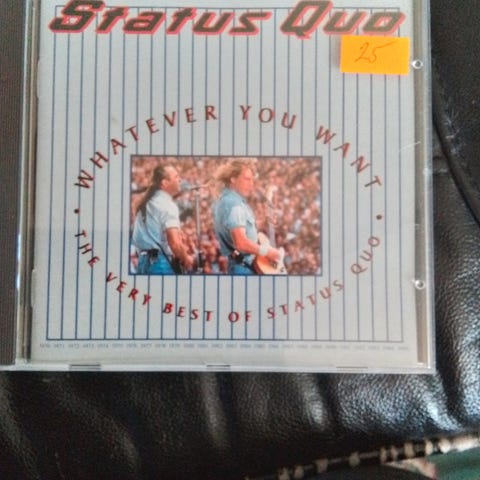 Status Quo
25
WHATEVER YOU WANT
THE VERY BEST OF STATUS QUO